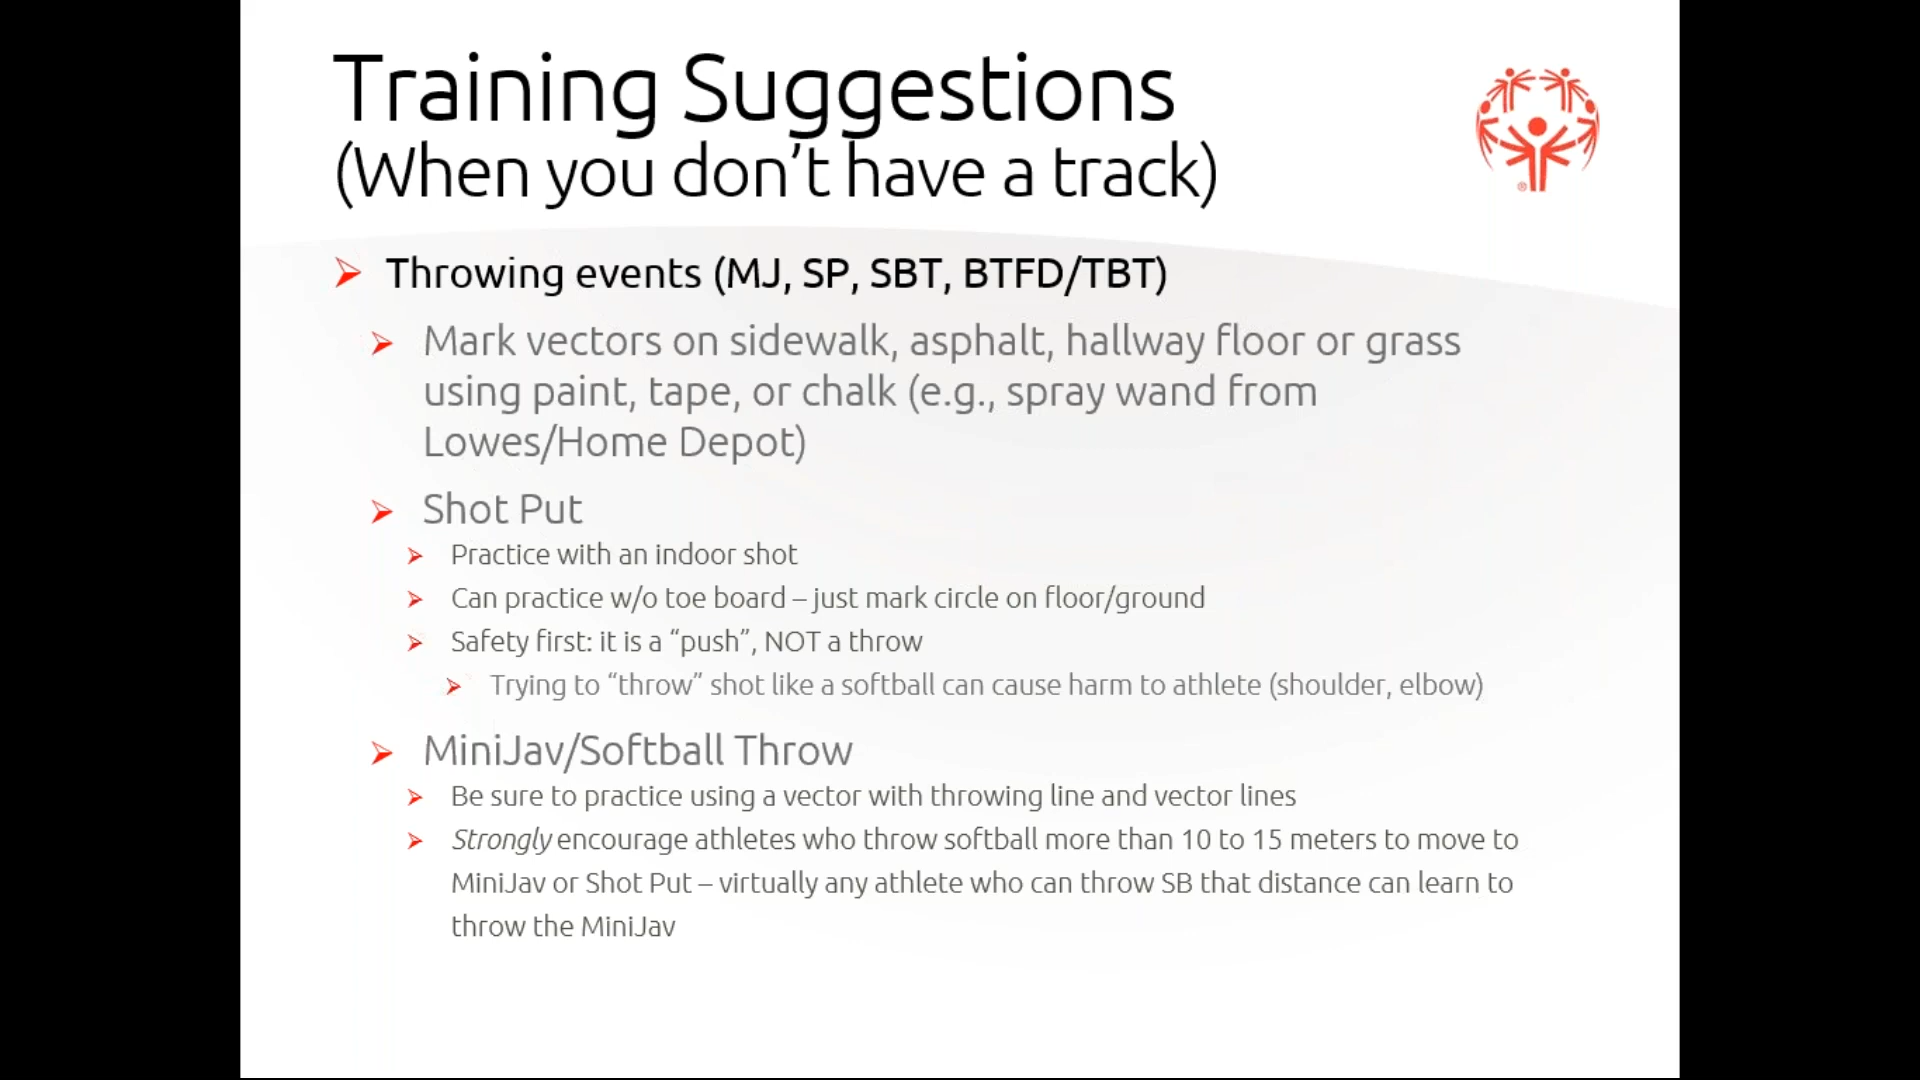 Training Suggestions
(When you don’t have a track)
Throwing events (MJ, SP, SBT, BTFD/TBT)
Mark vectors on sidewalk, asphalt, hallway floor or grass
using paint, tape, or chalk (e.g., spray wand from
Lowes/Home Depot)
Shot Put
Practice with an indoor shot
Can practice w/o toe board – just mark circle on floor/ground
Safety first: it is a “push”, NOT a throw
Trying to “throw” shot like a softball can cause harm to athlete (shoulder, elbow)
MiniJav/Softball Throw
Be sure to practice using a vector with throwing line and vector lines
Strongly encourage athletes who throw softball more than 10 to 15 meters to move to
MiniJav or Shot Put – virtually any athlete who can throw SB that distance can learn to
throw the MiniJav